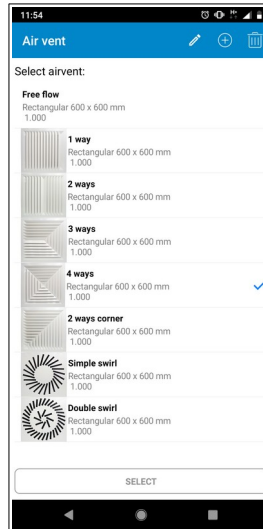 11:54
H+
Air vent
Select airvent:
Free flow
Rectangular 600 x 600 mm
1.000
1 way
Rectangular 600 x 600 mm
1.000
2 ways
Rectangular 600 x 600 mm
1.000
3 ways
Rectangular 600 x 600 mm
1.000
4 ways
Rectangular 600 x 600 mm
1.000
2 ways corner
Rectangular 600 x 600 mm
1.000
Simple swirl
Rectangular 600 x 600 mm
1.000
Double swirl
Rectangular 600 x 600 mm
1.000
SELECT